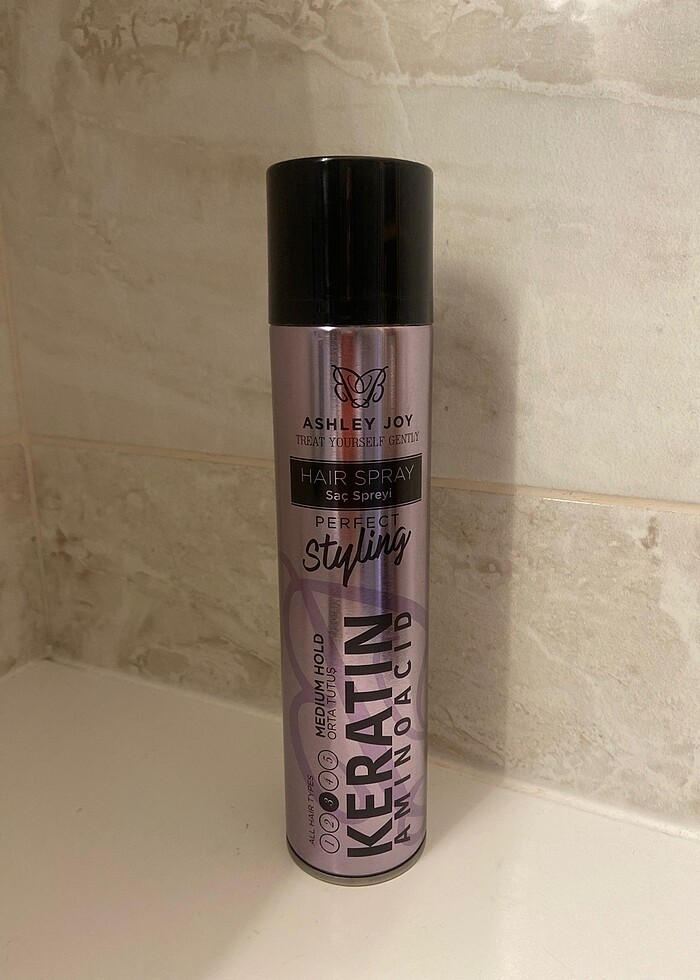 ASHLEY JOY
TREAT YOURSELF GENTLY
HAIR SPRAY
Saç Spreyi
PERFECT
Styling
KERATIN
AMINOACID
MEDIUM HOLD
ORTA TUTUŞ
ALL HAIR TYPES
1 2 3 4 5